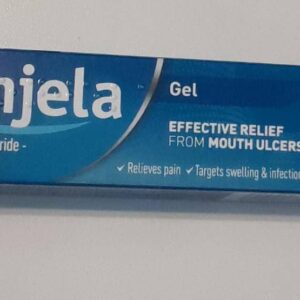 njela
Gel
EFFECTIVE RELIEF
FROM MOUTH ULCERS
ride -
✓ Relieves pain ✓ Targets swelling & infection